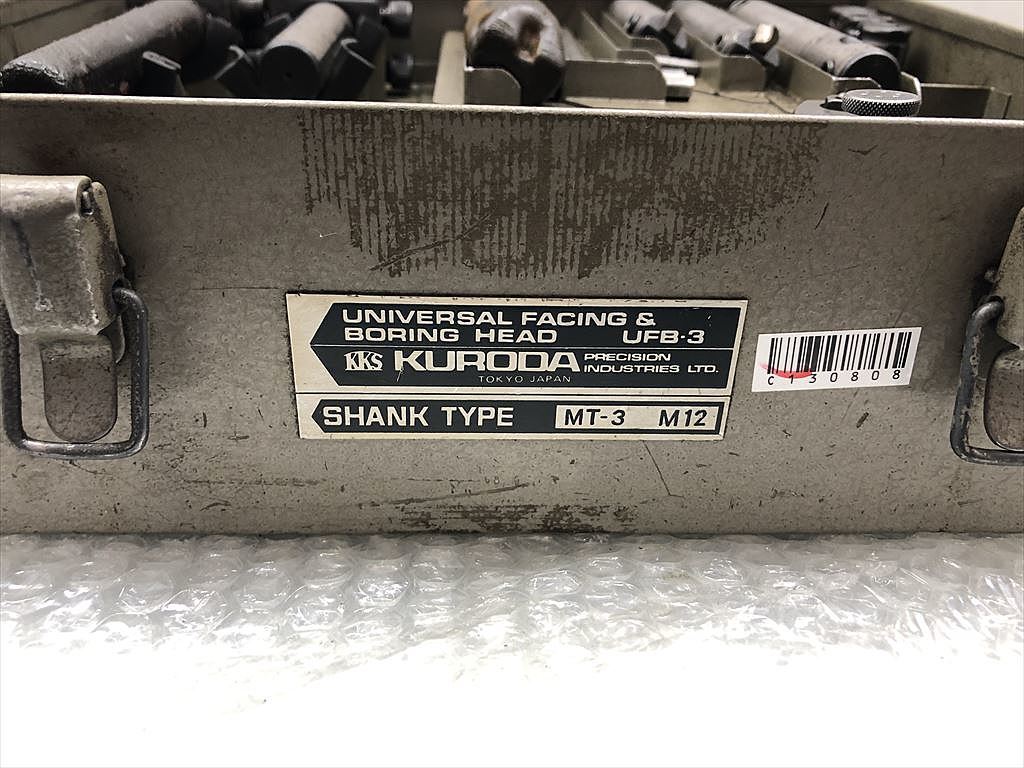 UNIVERSAL FACING &
BORING HEAD UFB-3
KKS KURODA PRECISION INDUSTRIES LTD.
TOKYO JAPAN
SHANK TYPE MT-3 M12
C130808